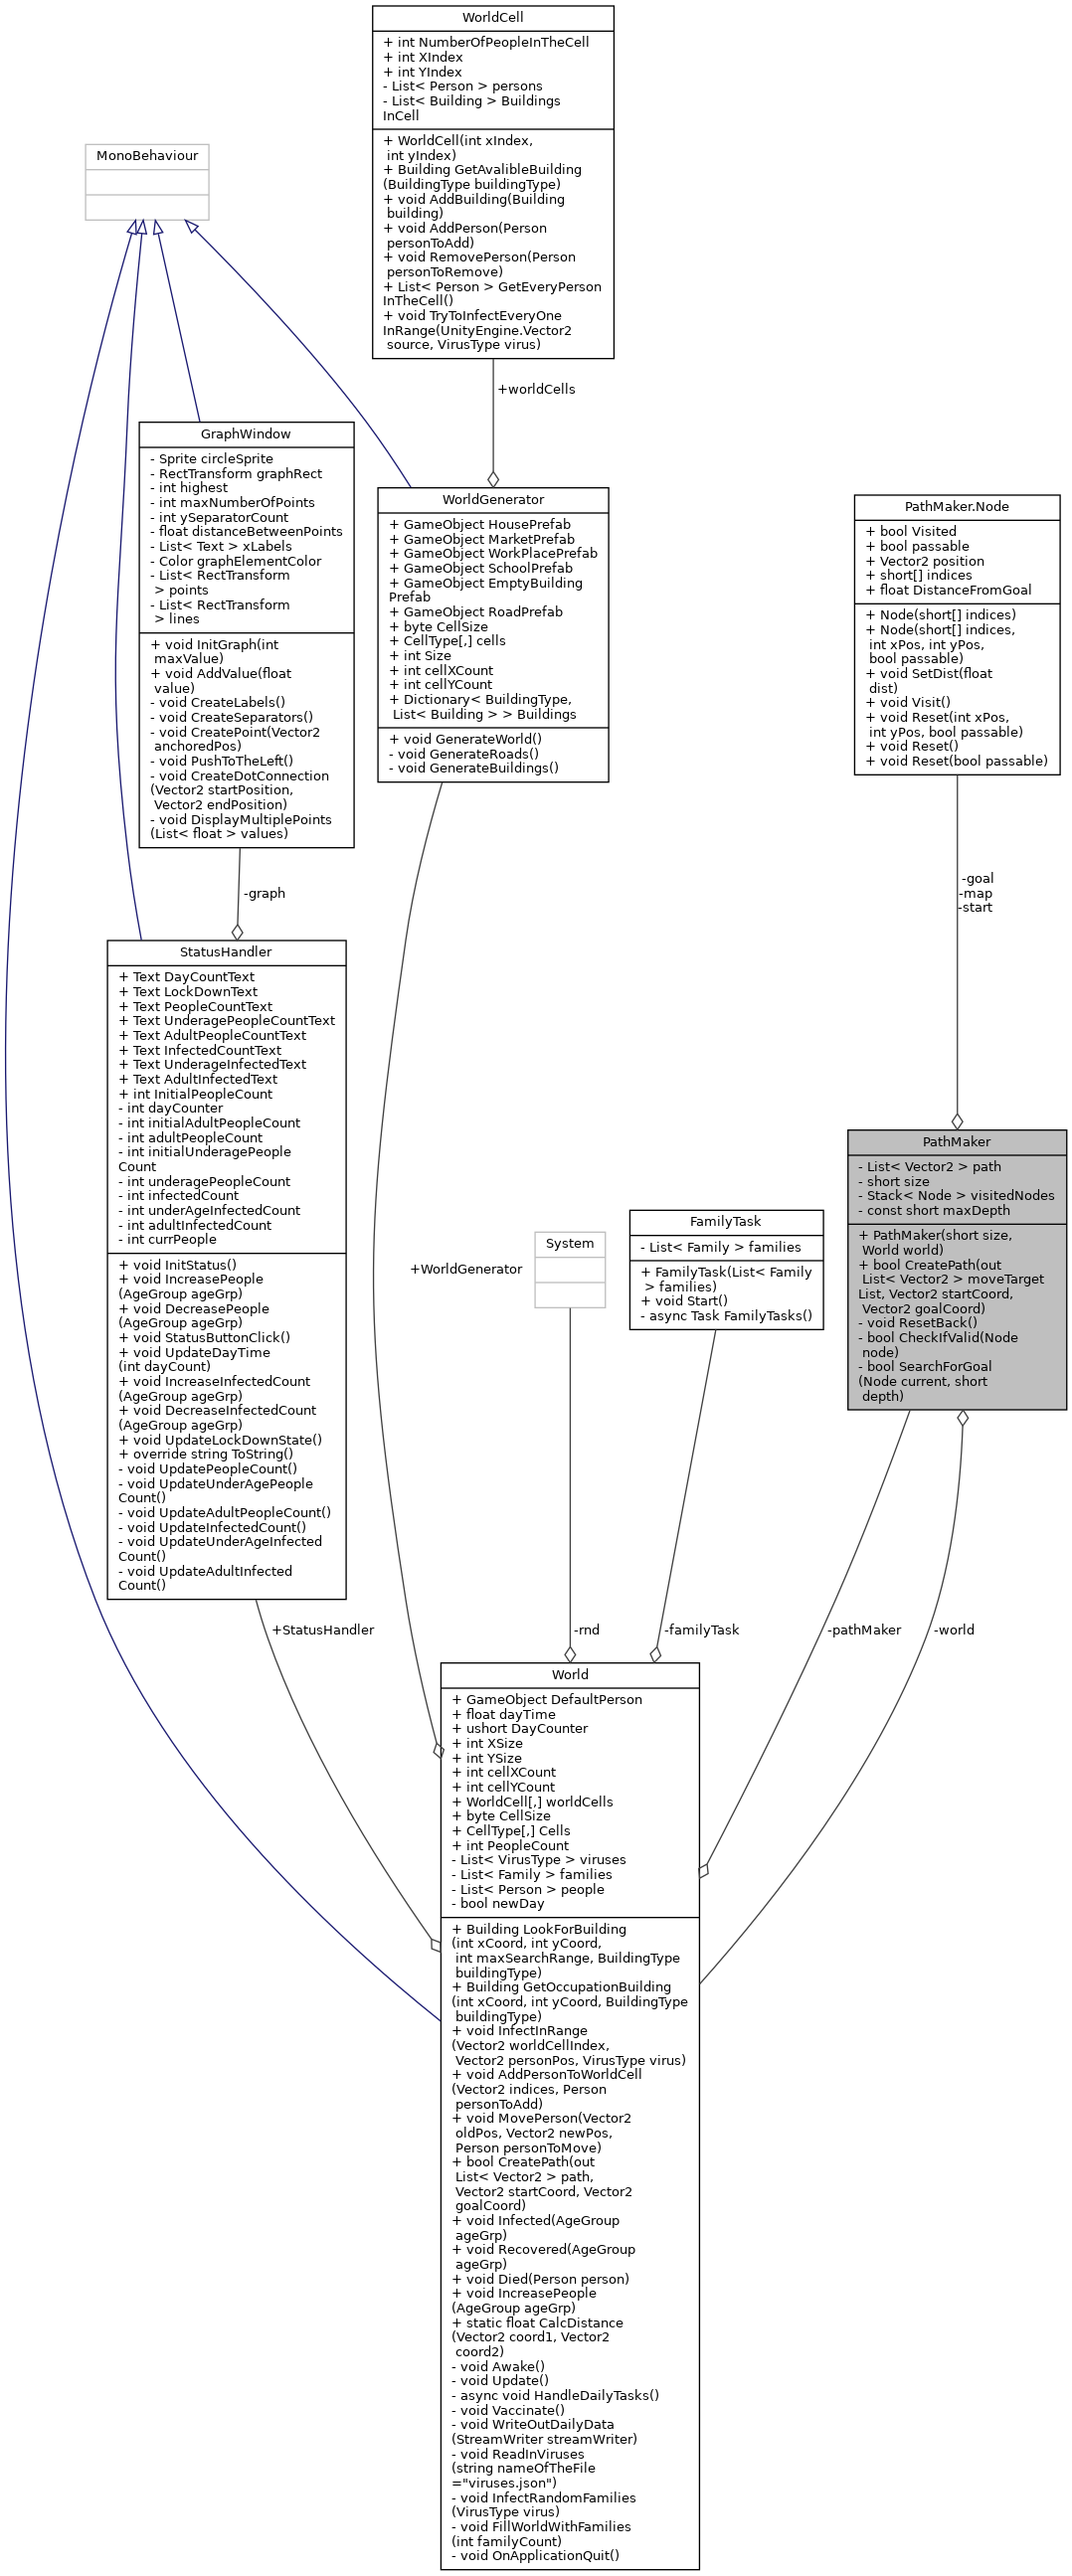 WorldCell
+ int NumberOfPeopleInTheCell
+ int XIndex
+ int YIndex
- List< Person > persons
- List< Building > Buildings
InCell
+ WorldCell(int xIndex,
int yIndex)
+ Building GetAvalibleBuilding
(BuildingType buildingType)
+ void AddBuilding(Building
building)
+ void AddPerson(Person
personToAdd)
+ void RemovePerson(Person
personToRemove)
+ List< Person > GetEveryPerson
InTheCell()
+ void TryToInfectEveryOne
InRange(UnityEngine.Vector2
source, VirusType virus)
MonoBehaviour
+worldCells
GraphWindow
- Sprite circleSprite
- RectTransform graphRect
- int highest
- int maxNumberOfPoints
- int ySeparatorCount
- float distanceBetweenPoints
- List< Text > xLabels
- Color graphElementColor
- List< RectTransform
> points
- List< RectTransform
> lines
+ void InitGraph(int
maxValue)
+ void AddValue(float
value)
- void CreateLabels()
- void CreateSeparators()
- void CreatePoint(Vector2
anchoredPos)
- void PushToTheLeft()
- void CreateDotConnection
(Vector2 startPosition,
Vector2 endPosition)
- void DisplayMultiplePoints
(List< float > values)
WorldGenerator
+ GameObject HousePrefab
+ GameObject MarketPrefab
+ GameObject WorkPlacePrefab
+ GameObject SchoolPrefab
+ GameObject EmptyBuilding
Prefab
+ GameObject RoadPrefab
+ byte CellSize
+ CellType[,] cells
+ int Size
+ int cellXCount
+ int cellYCount
+ Dictionary< BuildingType,
List< Building > > Buildings
+ void GenerateWorld()
- void GenerateRoads()
- void GenerateBuildings()
PathMaker.Node
+ bool Visited
+ bool passable
+ Vector2 position
+ short[] indices
+ float DistanceFromGoal
+ Node(short[] indices)
+ Node(short[] indices,
int xPos, int yPos,
bool passable)
+ void SetDist(float
dist)
+ void Visit()
+ void Reset(int xPos,
int yPos, bool passable)
+ void Reset()
+ void Reset(bool passable)
-graph
-goal
-map
-start
StatusHandler
+ Text DayCountText
+ Text LockDownText
+ Text PeopleCountText
+ Text UnderagePeopleCountText
+ Text AdultPeopleCountText
+ Text InfectedCountText
+ Text UnderageInfectedText
+ Text AdultInfectedText
+ int InitialPeopleCount
- int dayCounter
- int initialAdultPeopleCount
- int adultPeopleCount
- int initialUnderagePeople
Count
- int underagePeopleCount
- int infectedCount
- int underAgeInfectedCount
- int adultInfectedCount
- int currPeople
+ void InitStatus()
+ void IncreasePeople
(AgeGroup ageGrp)
+ void DecreasePeople
(AgeGroup ageGrp)
+ void StatusButtonClick()
+ void UpdateDayTime
(int dayCount)
+ void IncreaseInfectedCount
(AgeGroup ageGrp)
+ void DecreaseInfectedCount
(AgeGroup ageGrp)
+ void UpdateLockDownState()
+ override string ToString()
- void UpdatePeopleCount()
- void UpdateUnderAgePeople
Count()
- void UpdateAdultPeopleCount()
- void UpdateInfectedCount()
- void UpdateUnderAgeInfected
Count()
- void UpdateAdultInfected
Count()
PathMaker
- List< Vector2 > path
- short size
- Stack< Node > visitedNodes
- const short maxDepth
+ PathMaker(short size,
World world)
+ bool CreatePath(out
List< Vector2 > moveTarget
List, Vector2 startCoord,
Vector2 goalCoord)
- void ResetBack()
- bool CheckIfValid(Node
node)
- bool SearchForGoal
(Node current, short
depth)
+WorldGenerator
System
FamilyTask
- List< Family > families
+ FamilyTask(List< Family
> families)
+ void Start()
- async Task FamilyTasks()
+StatusHandler
-rnd
-familyTask
-pathMaker
-world
World
+ GameObject DefaultPerson
+ float dayTime
+ ushort DayCounter
+ int XSize
+ int YSize
+ int cellXCount
+ int cellYCount
+ WorldCell[,] worldCells
+ byte CellSize
+ CellType[,] Cells
+ int PeopleCount
- List< VirusType > viruses
- List< Family > families
- List< Person > people
- bool newDay
+ Building LookForBuilding
(int xCoord, int yCoord,
int maxSearchRange, BuildingType
buildingType)
+ Building GetOccupationBuilding
(int xCoord, int yCoord, BuildingType
buildingType)
+ void InfectInRange
(Vector2 worldCellIndex,
Vector2 personPos, VirusType virus)
+ void AddPersonToWorldCell
(Vector2 indices, Person
personToAdd)
+ void MovePerson(Vector2
oldPos, Vector2 newPos,
Person personToMove)
+ bool CreatePath(out
List< Vector2 > path,
Vector2 startCoord, Vector2
goalCoord)
+ void Infected(AgeGroup
ageGrp)
+ void Recovered(AgeGroup
ageGrp)
+ void Died(Person person)
+ void IncreasePeople
(AgeGroup ageGrp)
+ static float CalcDistance
(Vector2 coord1, Vector2
coord2)
- void Awake()
- void Update()
- async void HandleDailyTasks()
- void Vaccinate()
- void WriteOutDailyData
(StreamWriter streamWriter)
- void ReadInViruses
(string nameOfTheFile
="viruses.json")
- void InfectRandomFamilies
(VirusType virus)
- void FillWorldWithFamilies
(int familyCount)
- void OnApplicationQuit()